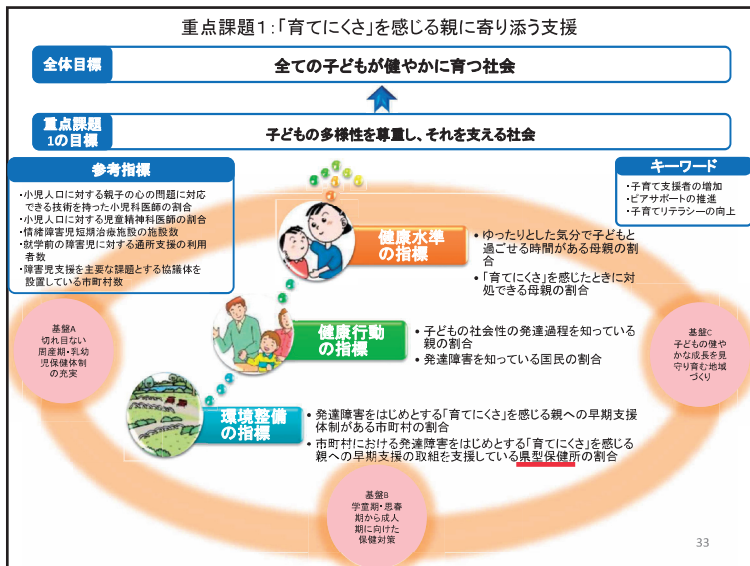 重点課題1:「育てにくさ」を感じる親に寄り添う支援
全体目標
全ての子どもが健やかに育つ社会
重点課題
1の目標
子どもの多様性を尊重し、それを支える社会
参考指標
・小児人口に対する親子の心の問題に対応
できる技術を持った小児科医師の割合
・小児人口に対する児童精神科医師の割合
・情緒障害児短期治療施設の施設数
・就学前の障害児に対する通所支援の利用
者数
・障害児支援を主要な課題とする協議体を
設置している市町村数
キーワード
・子育て支援者の増加
・ピアサポートの推進
・子育てリテラシーの向上
健康水準
の指標
• ゆったりとした気分で子どもと
過ごせる時間がある母親の割
合
• 「育てにくさ」を感じたときに対
処できる母親の割合
基盤A
切れ目ない
周産期・乳幼
児保健体制
の充実
健康行動
の指標
• 子どもの社会性の発達過程を知っている
親の割合
• 発達障害を知っている国民の割合
基盤C
子どもの健や
かな成長を見
守り育む地域
づくり
環境整備
の指標
• 発達障害をはじめとする「育てにくさ」を感じる親への早期支援
体制がある市町村の割合
• 市町村における発達障害をはじめとする「育てにくさ」を感じる
親への早期支援の取組を支援している県型保健所の割合
基盤B
学童期・思春
期から成人
期に向けた
保健対策
33